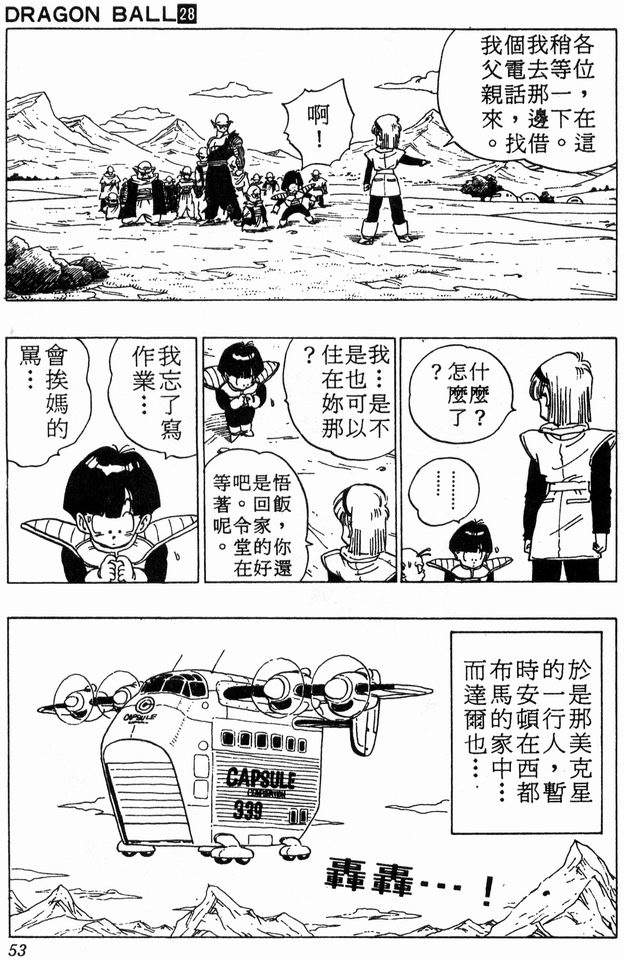 DRAGON BALL 28
各位，在這
稍等一下。
我去那邊借
個電話，找
我父親來。
啊！
什麼？
怎麼了
？
……
我…是不
是也可以
住在妳那
？
悟飯，你還
是回家的好
吧。令堂在
等著呢。
我忘了寫
作業…
會挨媽的
罵…
於是那美克星
的一行人，暫
時安頓在西都
布馬的家中…
而達爾也…
CAPSULE
CAPSULE
CORPORATION
939
轟轟…！
53